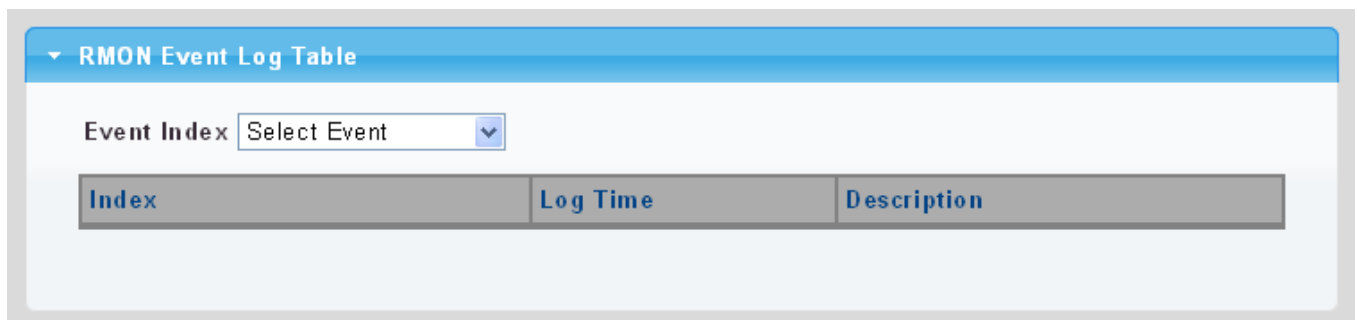 RMON Event Log Table
Event Index Select Event
Index Log Time Description